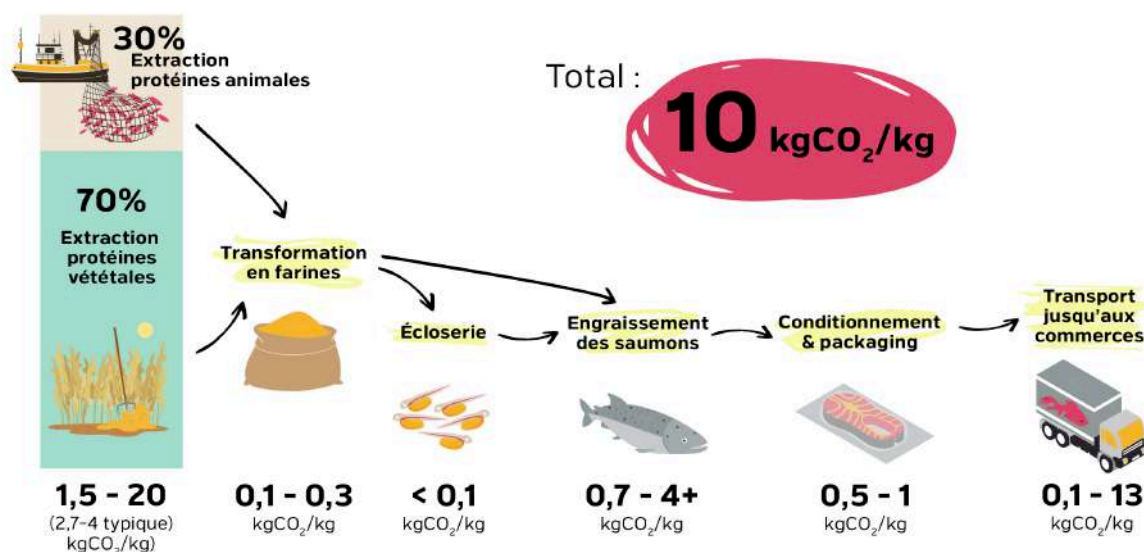 30%
Extraction
protéines animales
70%
Extraction
protéines
vététales
Total :
10 kgCO₂/kg
Transformation
en farines
Écloserie
Engraissement
des saumons
Conditionnement
& packaging
Transport
jusqu'aux
commerces
1,5 - 20
(2,7-4 typique)
kgCO₂/kg)
0,1 - 0,3
kgCO₂/kg
< 0,1
kgCO₂/kg
0,7 - 4+
kgCO₂/kg
0,5 - 1
kgCO₂/kg
0,1 - 13
kgCO₂/kg